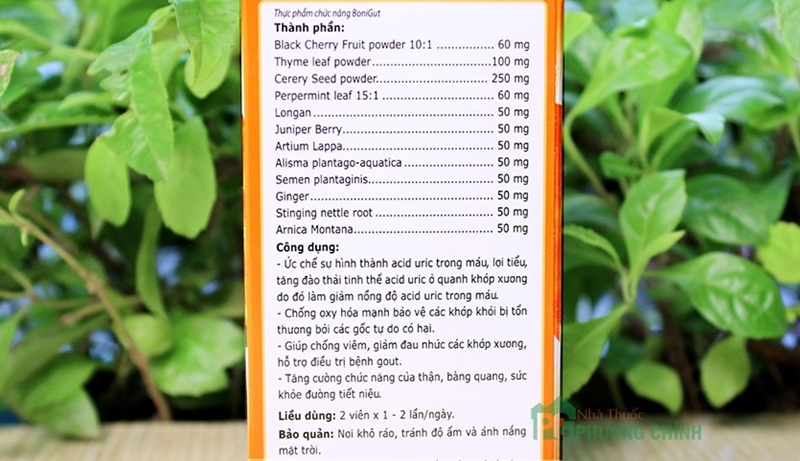 Thực phẩm chức năng BoniGut
Thành phần:
Black Cherry Fruit powder 10:1 ................ 60 mg
Thyme leaf powder................................100 mg
Cerery Seed powder............................... 250 mg
Perpermint leaf 15:1 .............................. 60 mg
Longan ................................................. 50 mg
Juniper Berry......................................... 50 mg
Artium Lappa......................................... 50 mg
Alisma plantago-aquatica ........................ 50 mg
Semen plantaginis.................................. 50 mg
Ginger................................................... 50 mg
Stinging nettle root ................................ 50 mg
Arnica Montana...................................... 50 mg
Công dụng:
- Ức chế sự hình thành acid uric trong máu, lợi tiểu,
tăng đào thải tinh thể acid uric ở quanh khớp xương
do đó làm giảm nồng độ acid uric trong máu.
- Chống oxy hóa mạnh bảo vệ các khớp khỏi bị tổn
thương bởi các gốc tự do có hại.
- Giúp chống viêm, giảm đau nhức các khớp xương,
hỗ trợ điều trị bệnh gout.
- Tăng cường chức năng của thận, bàng quang, sức
khỏe đường tiết niệu.
Liều dùng: 2 viên x 1 - 2 lần/ngày.
Bảo quản: Nơi khô ráo, tránh độ ẩm và ánh nắng
mặt trời.
Nhà Thuốc
PHƯƠNG CHÍNH